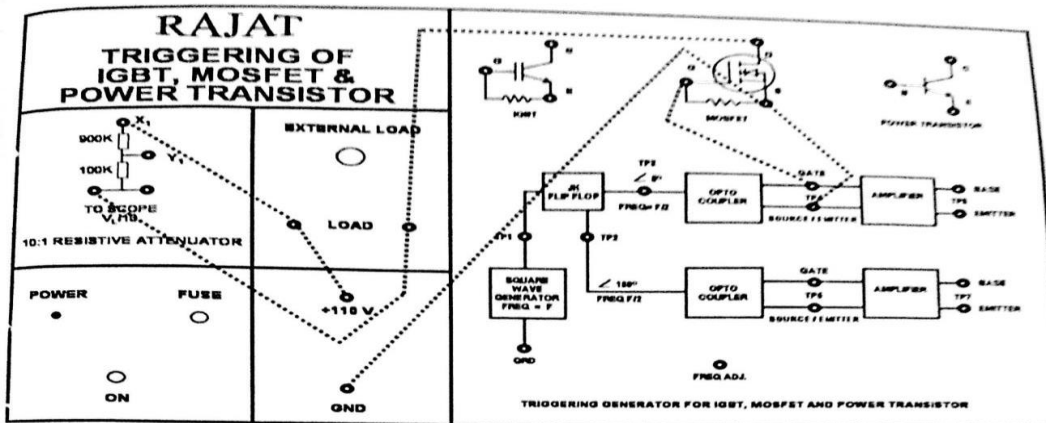 RAJAT
TRIGGERING OF
IGBT, MOSFET &
POWER TRANSISTOR
X1
900K
Y1
100K
TO SCOPE
10:1 RESISTIVE ATTENUATOR
EXTERNAL LOAD
LOAD
POWER
FUSE
ON
+110 V
GND
G
IGBT
G
MOSFET
C
E
POWER TRANSISTOR
TP3
∠ 0°
FREQ= F/2
JK
FLIP FLOP
OPTO
COUPLER
GATE
TP4
SOURCE / EMITTER
AMPLIFIER
BASE
TP5
EMITTER
TP1
TP2
SQUARE
WAVE
GENERATOR
FREQ = F
GRD
∠ 180°
FREQ F/2
OPTO
COUPLER
GATE
TP6
SOURCE / EMITTER
AMPLIFIER
BASE
TP7
EMITTER
FREQ ADJ.
TRIGGERING GENERATOR FOR IGBT, MOSFET AND POWER TRANSISTOR